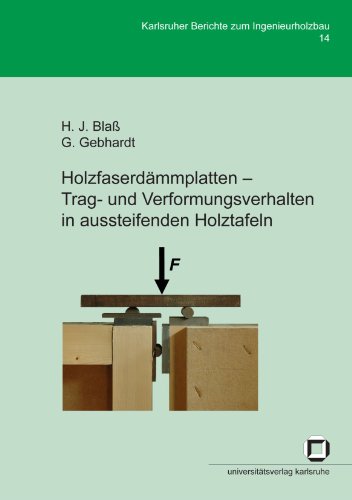 Karlsruher Berichte zum Ingenieurholzbau
14
H. J. Blaß
G. Gebhardt
Holzfaserdämmplatten –
Trag- und Verformungsverhalten
in aussteifenden Holztafeln
F
universitätsverlag karlsruhe